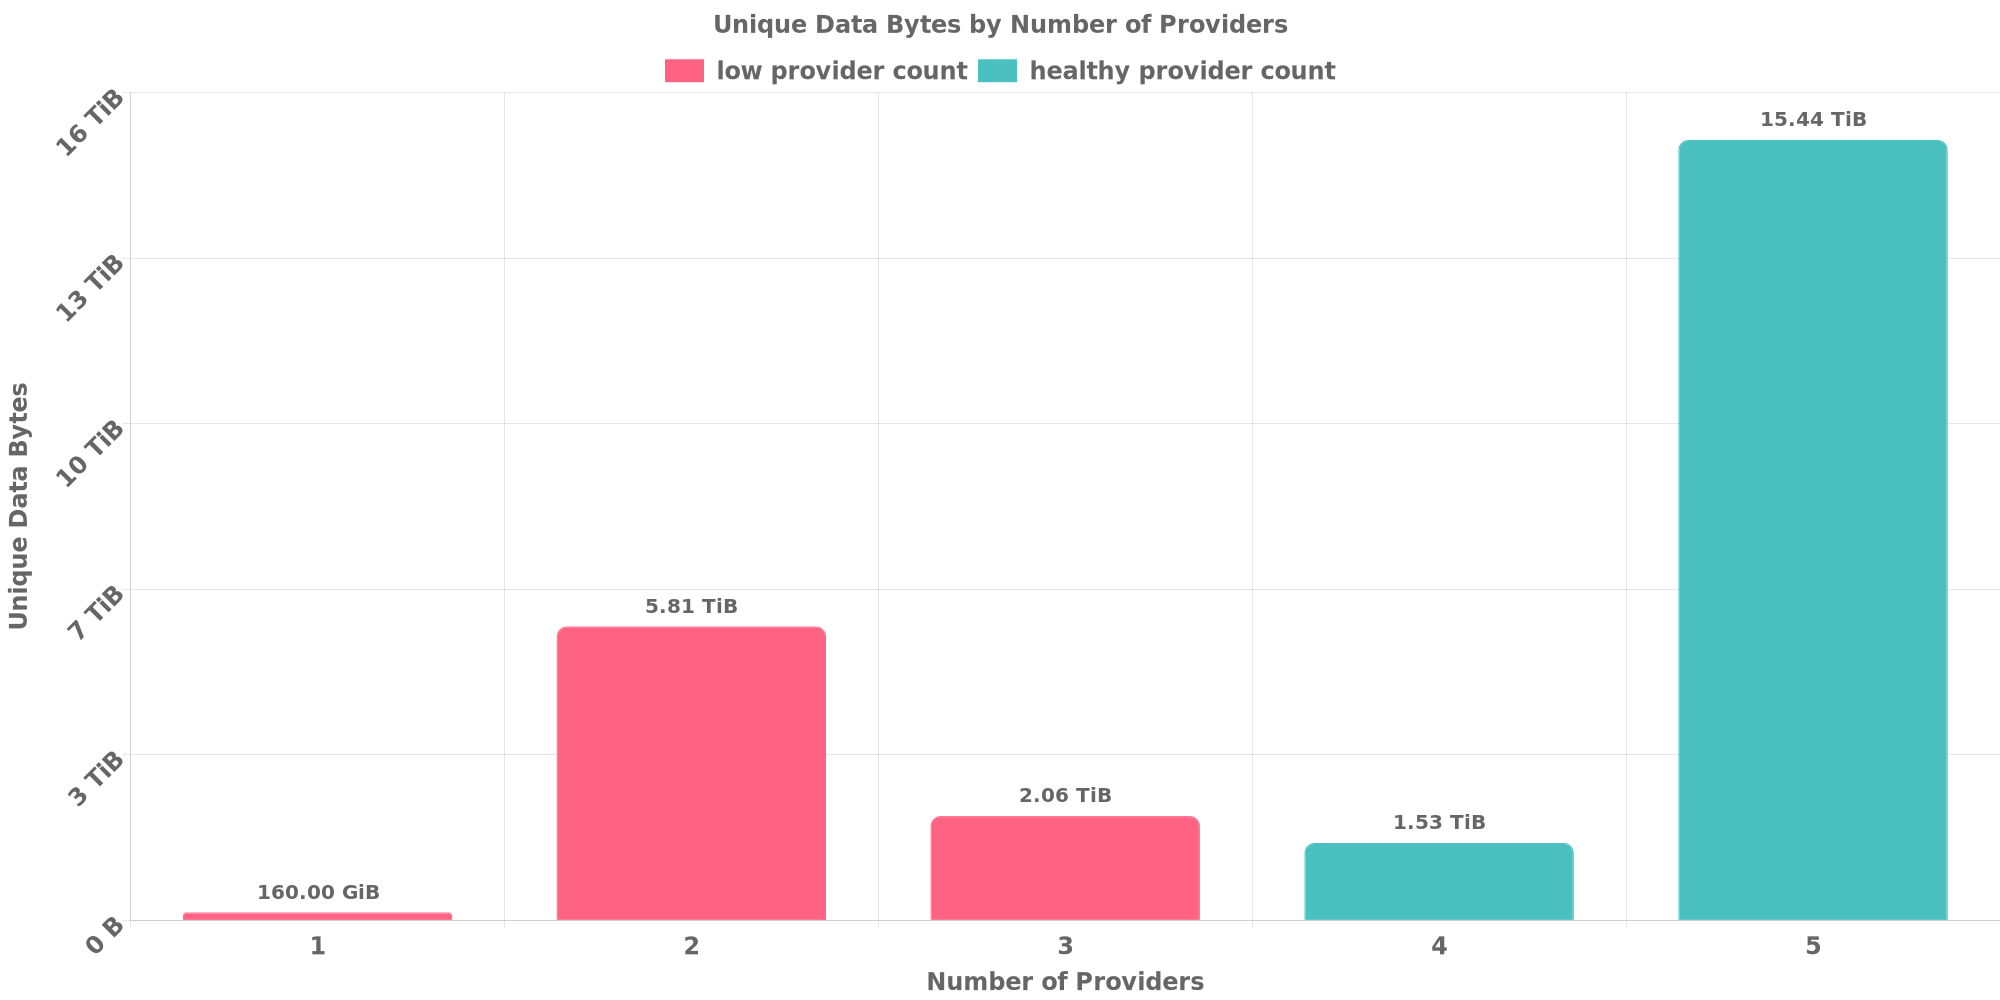 Unique Data Bytes by Number of Providers
low provider count healthy provider count
16 TiB
13 TiB
10 TiB
7 TiB
3 TiB
0 B
Unique Data Bytes
160.00 GiB
5.81 TiB
2.06 TiB
1.53 TiB
15.44 TiB
1 2 3 4 5
Number of Providers